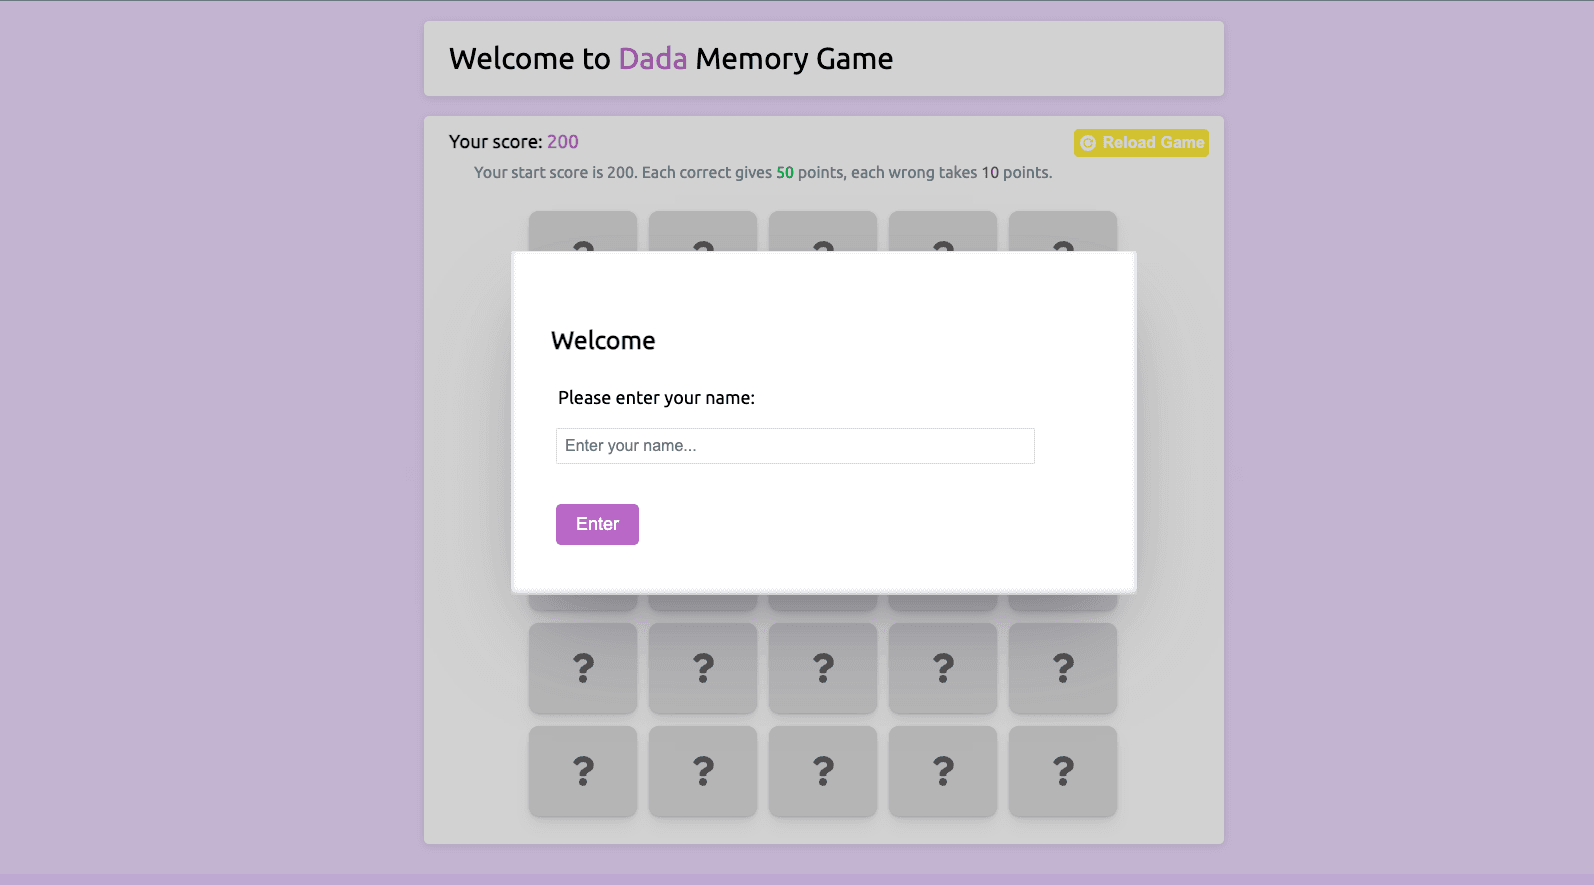 Welcome to Dada Memory Game
Your score: 200
Reload Game
Your start score is 200. Each correct gives 50 points, each wrong takes 10 points.
? ? ? ? ?
Welcome
Please enter your name:
Enter your name...
Enter
? ? ? ? ?
? ? ? ? ?